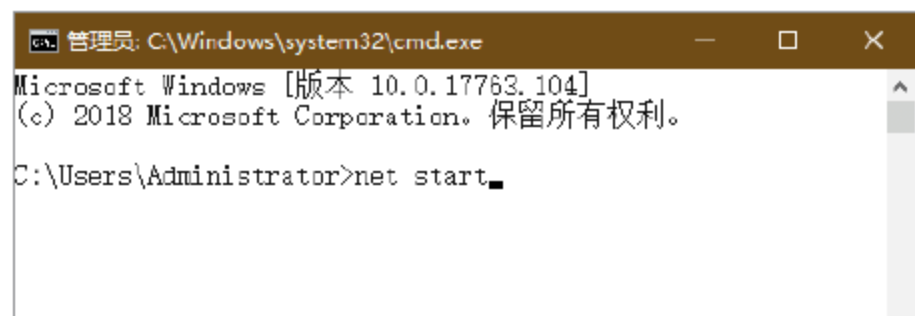 管理员: C:\Windows\system32\cmd.exe
Microsoft Windows [版本 10.0.17763.104]
(c) 2018 Microsoft Corporation。保留所有权利。
C:\Users\Administrator>net start